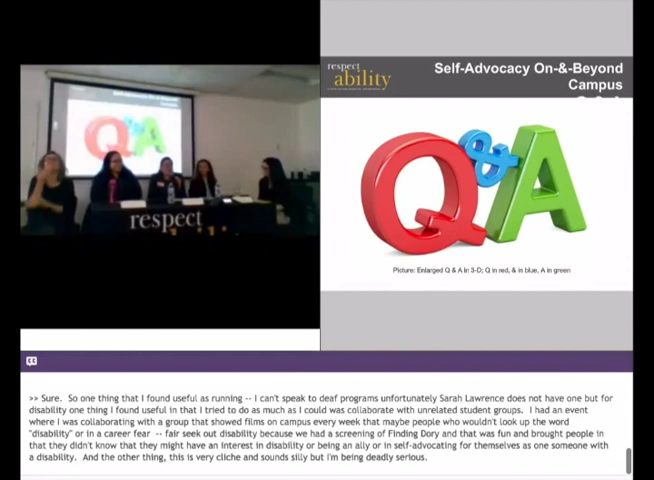 respect
Q&A
respect
ability
Self-Advocacy On-&-Beyond
Campus
Q&A
Picture: Enlarged Q & A In 3-D; Q in red, & in blue, A in green
>> Sure. So one thing that I found useful as running -- I can't speak to deaf programs unfortunately Sarah Lawrence does not have one but for
disability one thing I found useful in that I tried to do as much as I could was collaborate with unrelated student groups. I had an event
where I was collaborating with a group that showed films on campus every week that maybe people who wouldn't look up the word
"disability" or in a career fear -- fair seek out disability because we had a screening of Finding Dory and that was fun and brought people in
that they didn't know that they might have an interest in disability or being an ally or in self-advocating for themselves as one someone with
a disability. And the other thing, this is very cliche and sounds silly but I'm being deadly serious.